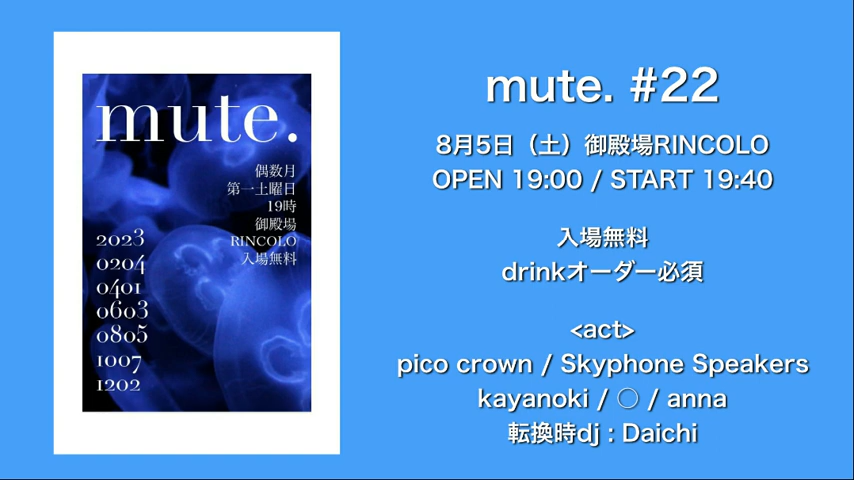 mute.
偶数月
第一土曜日
19時
御殿場
RINCOLO
入場無料
2023
0204
0401
0603
0805
1007
1202
mute. #22
8月5日（土）御殿場RINCOLO
OPEN 19:00 / START 19:40
入場無料
drinkオーダー必須
<act>
pico crown / Skyphone Speakers
kayanoki / ○ / anna
転換時dj : Daichi